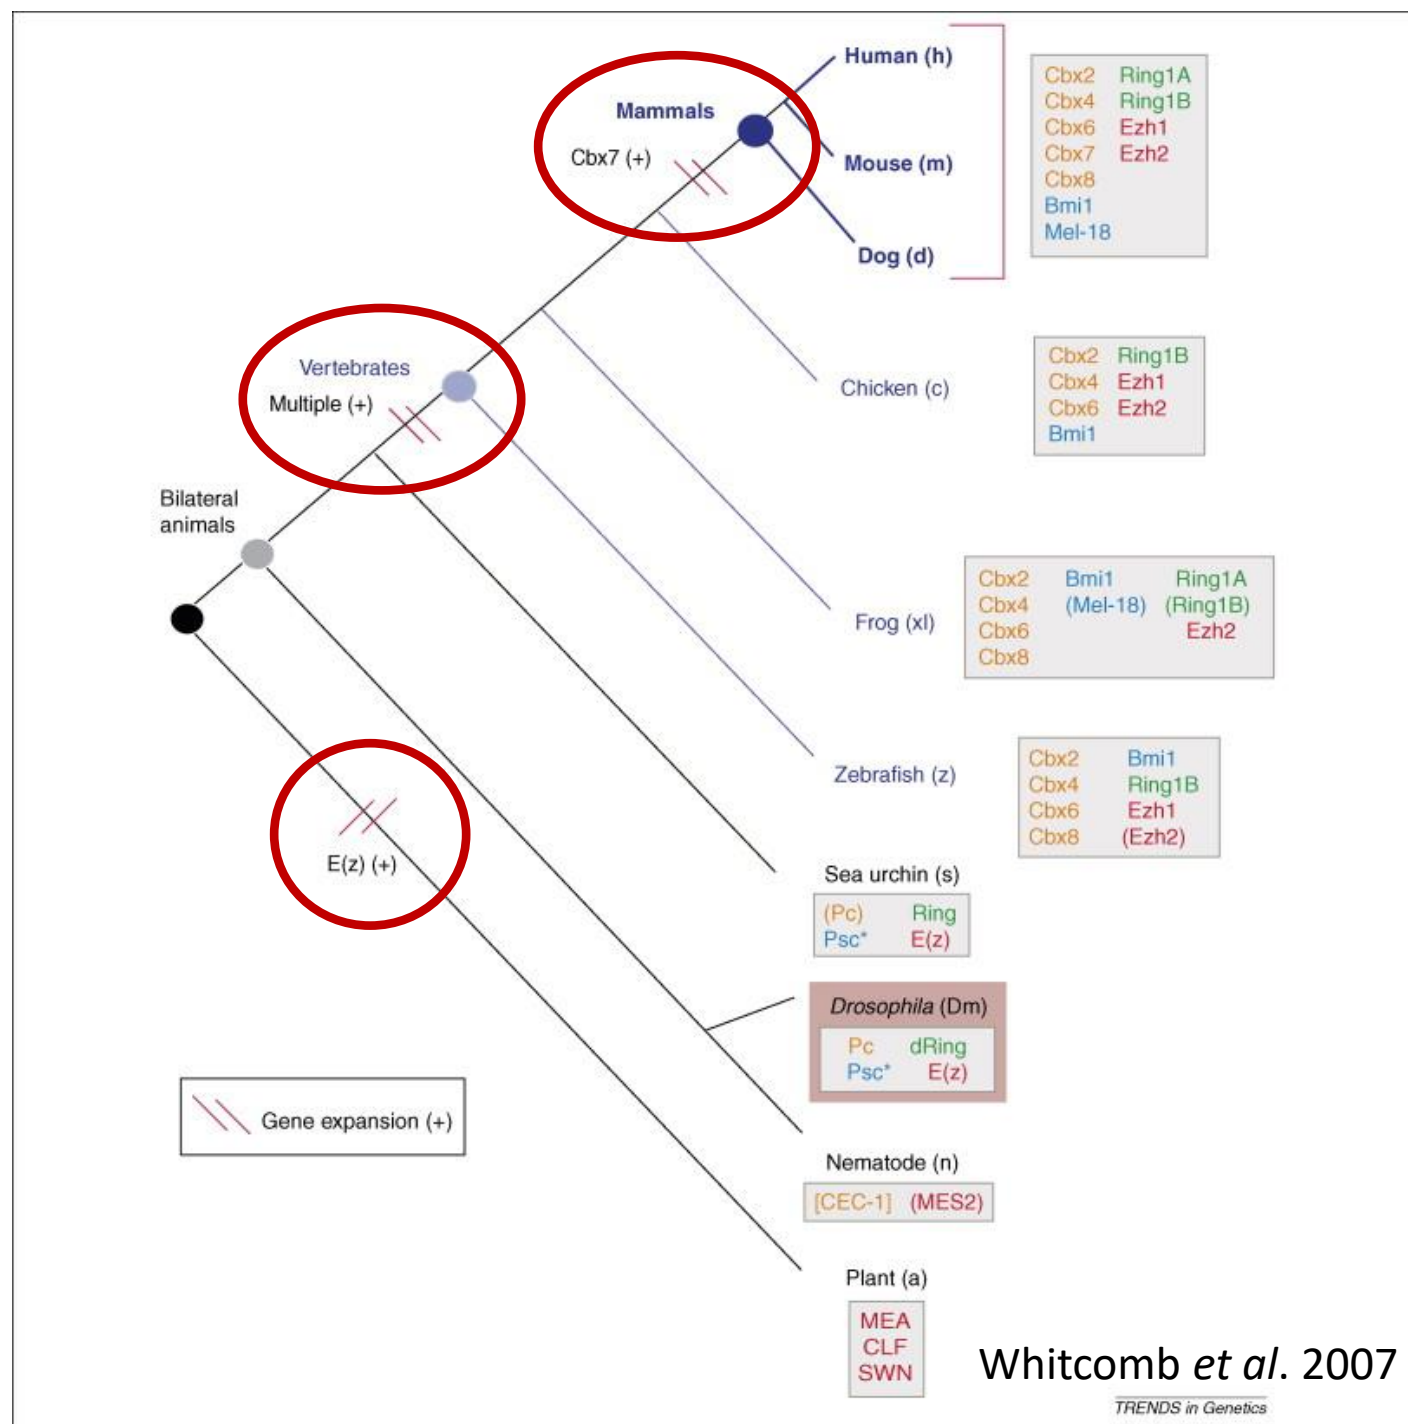 Human (h)
Mammals
Cbx7 (+)
Mouse (m)
Dog (d)
Cbx2 Ring1A
Cbx4 Ring1B
Cbx6 Ezh1
Cbx7 Ezh2
Cbx8
Bmi1
Mel-18
Vertebrates
Multiple (+)
Chicken (c)
Cbx2 Ring1B
Cbx4 Ezh1
Cbx6 Ezh2
Bmi1
Bilateral
animals
Frog (xl)
Cbx2 Bmi1 Ring1A
Cbx4 (Mel-18) (Ring1B)
Cbx6 Ezh2
Cbx8
Zebrafish (z)
Cbx2 Bmi1
Cbx4 Ring1B
Cbx6 Ezh1
Cbx8 (Ezh2)
E(z) (+)
Sea urchin (s)
(Pc) Ring
Psc* E(z)
Drosophila (Dm)
Pc dRing
Psc* E(z)
Gene expansion (+)
Nematode (n)
[CEC-1] (MES2)
Plant (a)
MEA
CLF
SWN
Whitcomb et al. 2007
TRENDS in Genetics